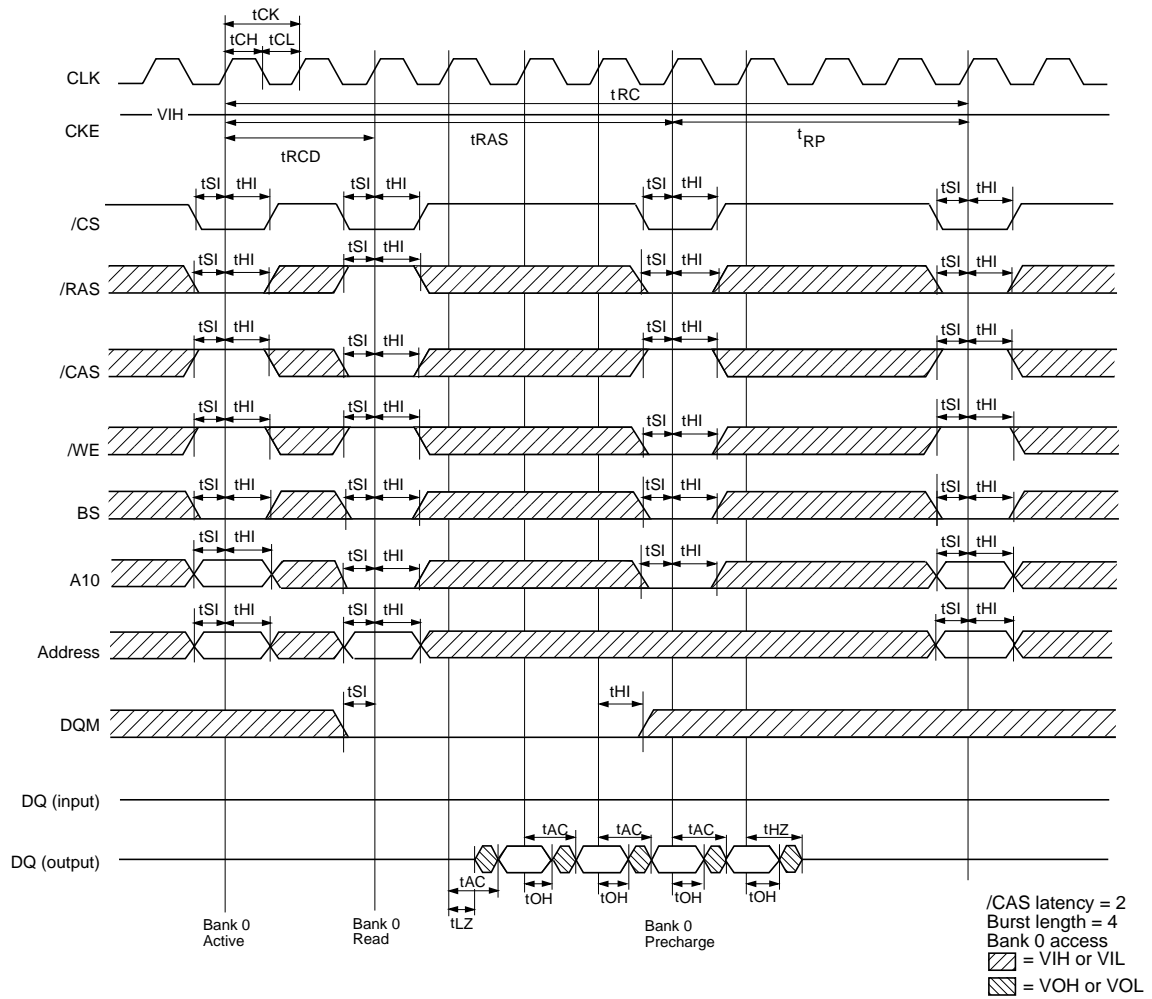 tCK
tCH tCL
CLK
tRC
VIH
CKE
tRAS
tRP
tRCD
tSI tHI tSI tHI tSI tHI tSI tHI
/CS
tSI tHI tSI tHI tSI tHI tSI tHI
/RAS
tSI tHI tSI tHI tSI tHI tSI tHI
/CAS
tSI tHI tSI tHI tSI tHI tSI tHI
/WE
tSI tHI tSI tHI tSI tHI tSI tHI
BS
tSI tHI tSI tHI tSI tHI tSI tHI
A10
tSI tHI tSI tHI tSI tHI
Address
tSI tHI
DQM
DQ (input)
tAC tAC tAC tHZ
DQ (output)
tAC
tOH tOH tOH tOH
tLZ
Bank 0
Active
Bank 0
Read
Bank 0
Precharge
/CAS latency = 2
Burst length = 4
Bank 0 access
= VIH or VIL
= VOH or VOL